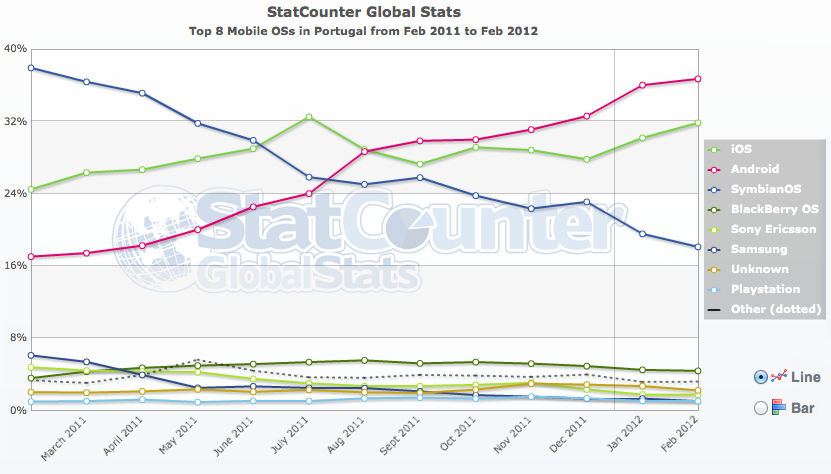 StatCounter Global Stats
Top 8 Mobile OSs in Portugal from Feb 2011 to Feb 2012
40%
32%
24%
16%
8%
0%
StatCounter
GlobalStats
March 2011
April 2011
May 2011
June 2011
July 2011
Aug 2011
Sept 2011
Oct 2011
Nov 2011
Dec 2011
Jan 2012
Feb 2012
iOS
Android
SymbianOS
BlackBerry OS
Sony Ericsson
Samsung
Unknown
Playstation
Other (dotted)
Line
Bar